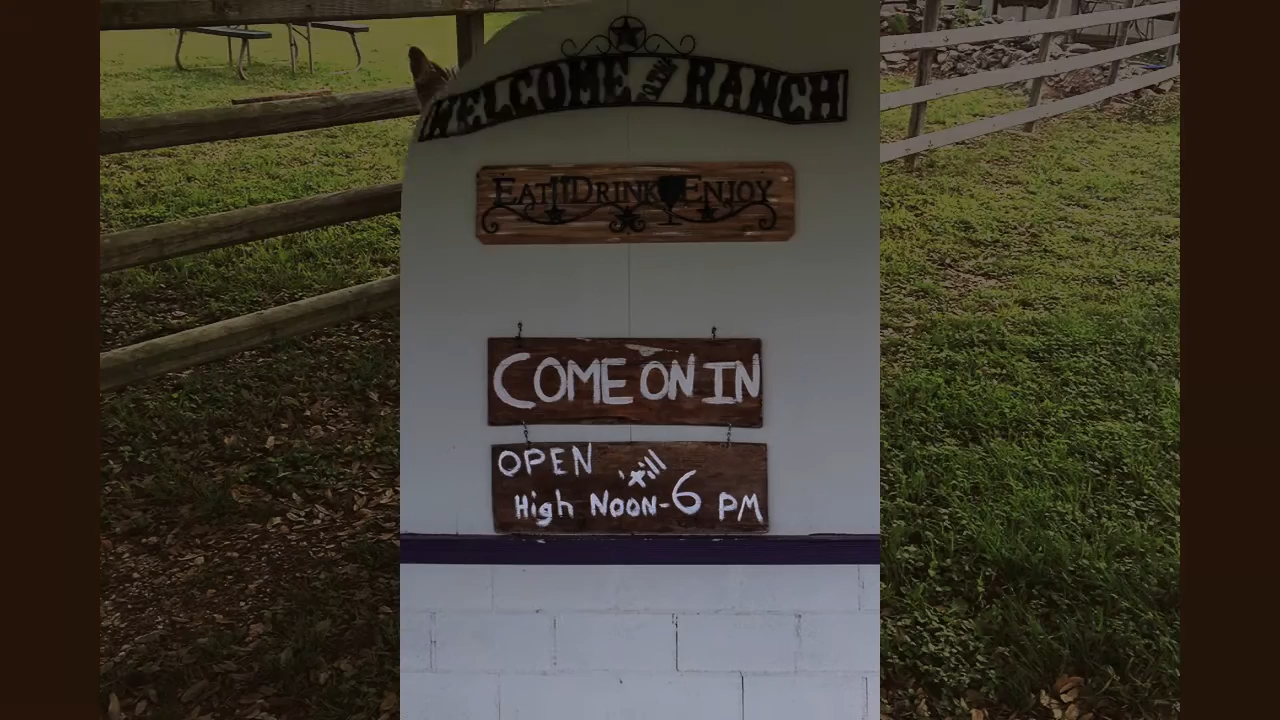 WELCOME TO THE RANCH
EAT DRINK ENJOY
COME ON IN
OPEN 'till
High NOON-6 PM